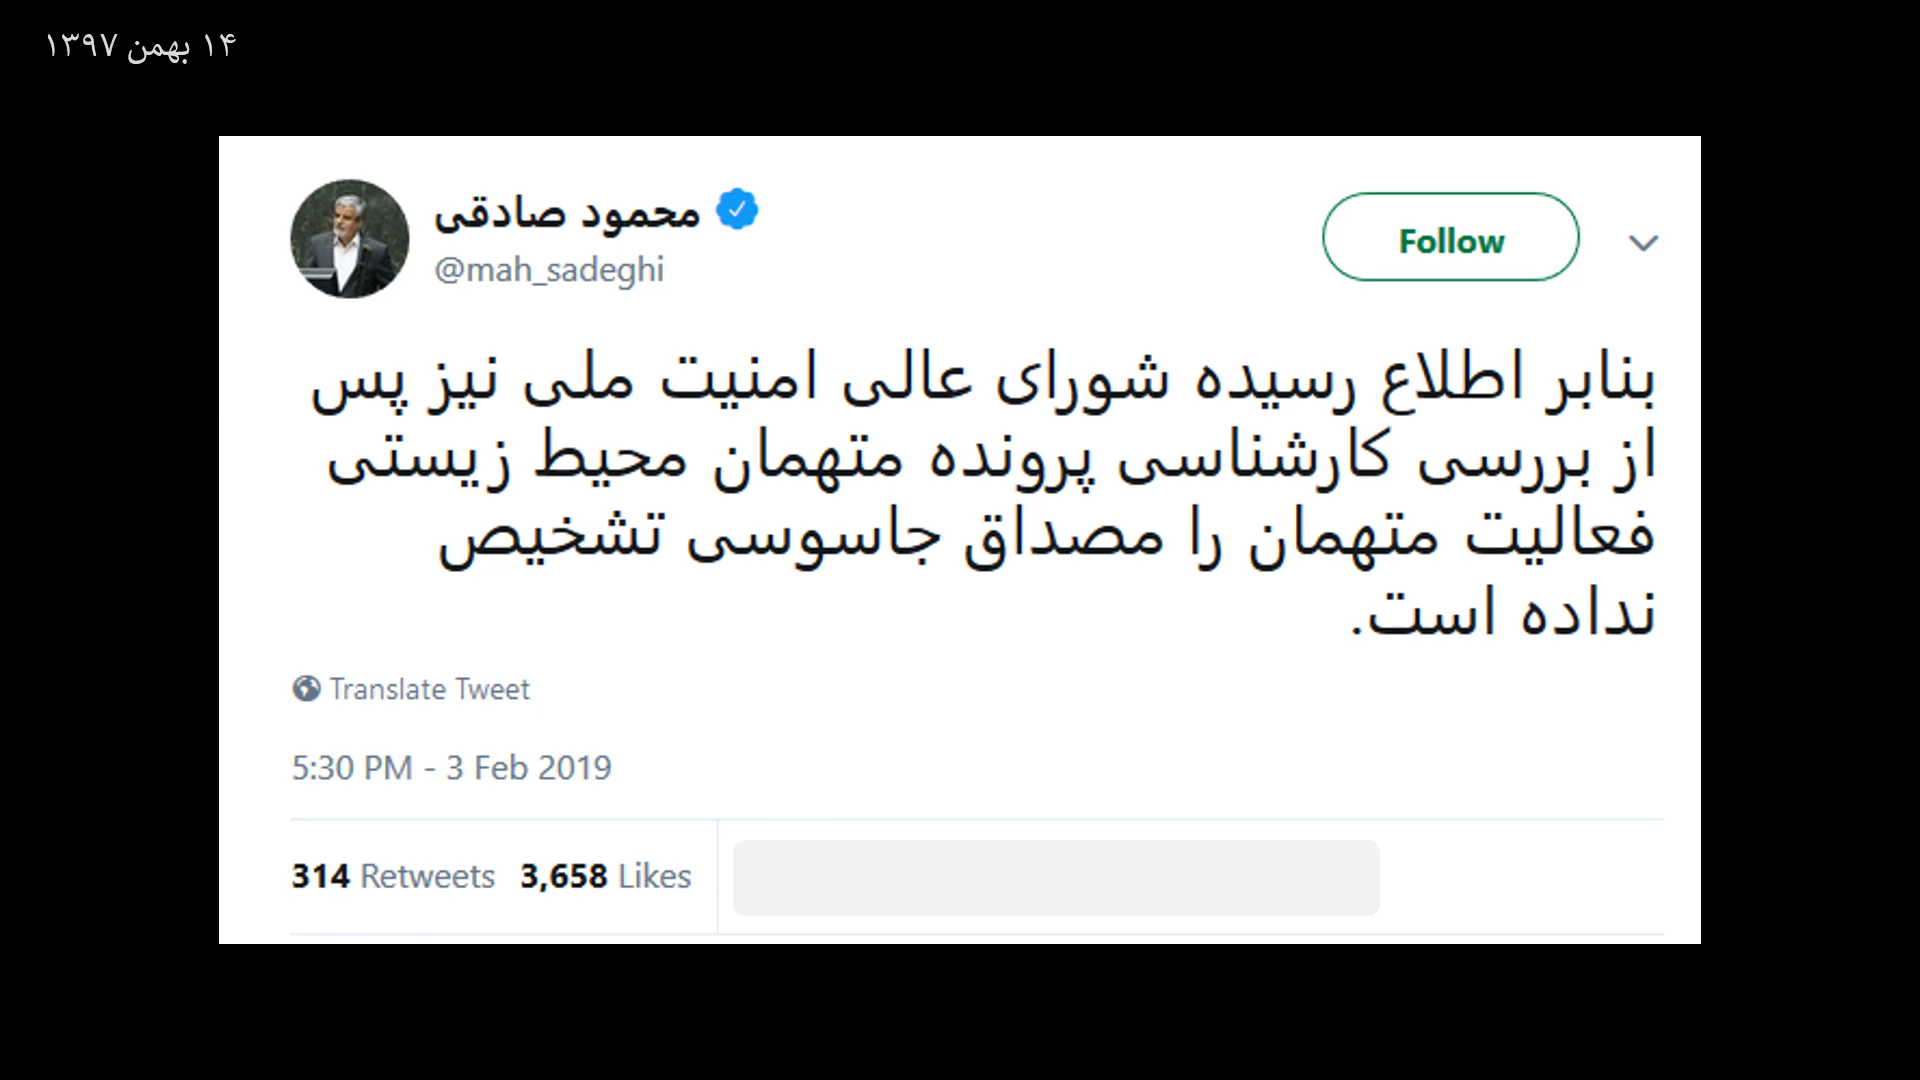 ۱۴ بهمن ۱۳۹۷
محمود صادقی
@mah_sadeghi
Follow
بنابر اطلاع رسیده شورای عالی امنیت ملی نیز پس
از بررسی کارشناسی پرونده متهمان محیط زیستی
فعالیت متهمان را مصداق جاسوسی تشخیص
نداده است.
Translate Tweet
5:30 PM - 3 Feb 2019
314 Retweets 3,658 Likes